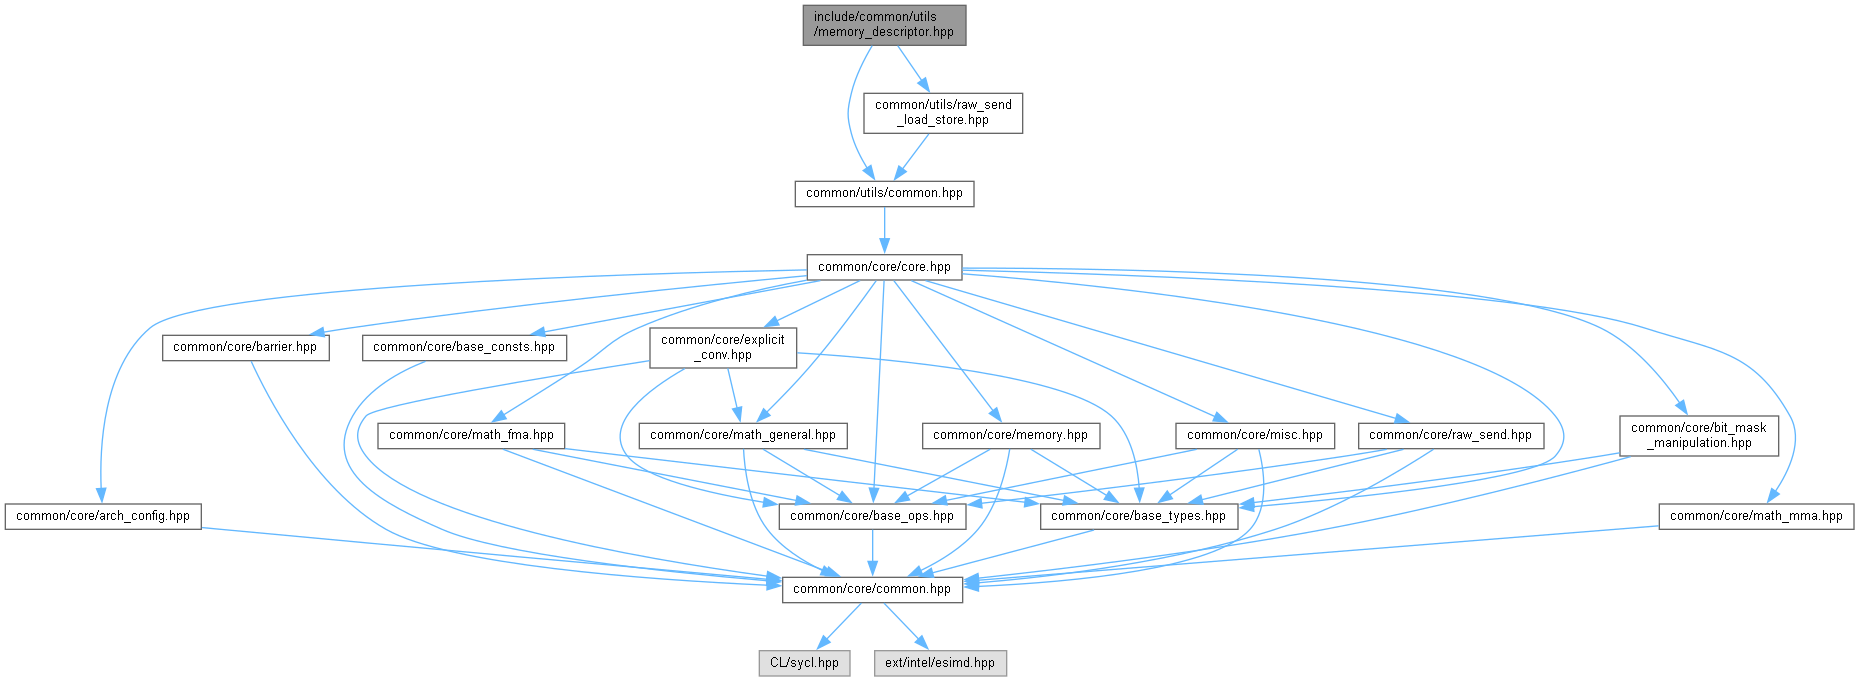 include/common/utils
/memory_descriptor.hpp
common/utils/raw_send
_load_store.hpp
common/utils/common.hpp
common/core/core.hpp
common/core/barrier.hpp
common/core/base_consts.hpp
common/core/explicit
_conv.hpp
common/core/math_fma.hpp
common/core/math_general.hpp
common/core/memory.hpp
common/core/misc.hpp
common/core/raw_send.hpp
common/core/bit_mask
_manipulation.hpp
common/core/arch_config.hpp
common/core/base_ops.hpp
common/core/base_types.hpp
common/core/math_mma.hpp
common/core/common.hpp
CL/sycl.hpp
ext/intel/esimd.hpp